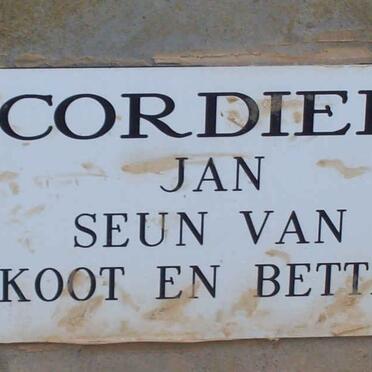 CORDIE
JAN
SEUN VAN
KOOT EN BETT